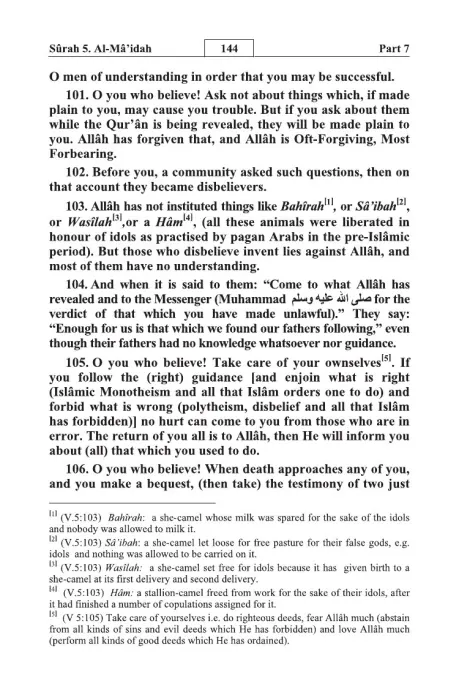 Sûrah 5. Al-Mâ’idah 144 Part 7
O men of understanding in order that you may be successful.
101. O you who believe! Ask not about things which, if made
plain to you, may cause you trouble. But if you ask about them
while the Qur’ân is being revealed, they will be made plain to
you. Allâh has forgiven that, and Allâh is Oft-Forgiving, Most
Forbearing.
102. Before you, a community asked such questions, then on
that account they became disbelievers.
103. Allâh has not instituted things like Bahîrah[1], or Sâ’ibah[2],
or Wasîlah[3],or a Hâm[4], (all these animals were liberated in
honour of idols as practised by pagan Arabs in the pre-Islâmic
period). But those who disbelieve invent lies against Allâh, and
most of them have no understanding.
104. And when it is said to them: “Come to what Allâh has
revealed and to the Messenger (Muhammad صلى الله عليه وسلم for the
verdict of that which you have made unlawful).” They say:
“Enough for us is that which we found our fathers following,” even
though their fathers had no knowledge whatsoever nor guidance.
105. O you who believe! Take care of your ownselves[5]. If
you follow the (right) guidance [and enjoin what is right
(Islâmic Monotheism and all that Islâm orders one to do) and
forbid what is wrong (polytheism, disbelief and all that Islâm
has forbidden)] no hurt can come to you from those who are in
error. The return of you all is to Allâh, then He will inform you
about (all) that which you used to do.
106. O you who believe! When death approaches any of you,
and you make a bequest, (then take) the testimony of two just
[1] (V.5:103) Bahîrah: a she-camel whose milk was spared for the sake of the idols
and nobody was allowed to milk it.
[2] (V.5:103) Sâ’ibah: a she-camel let loose for free pasture for their false gods, e.g.
idols and nothing was allowed to be carried on it.
[3] (V.5:103) Wasîlah: a she-camel set free for idols because it has given birth to a
she-camel at its first delivery and second delivery.
[4] (V.5:103) Hâm: a stallion-camel freed from work for the sake of their idols, after
it had finished a number of copulations assigned for it.
[5] (V 5:105) Take care of yourselves i.e. do righteous deeds, fear Allâh much (abstain
from all kinds of sins and evil deeds which He has forbidden) and love Allâh much
(perform all kinds of good deeds which He has ordained).